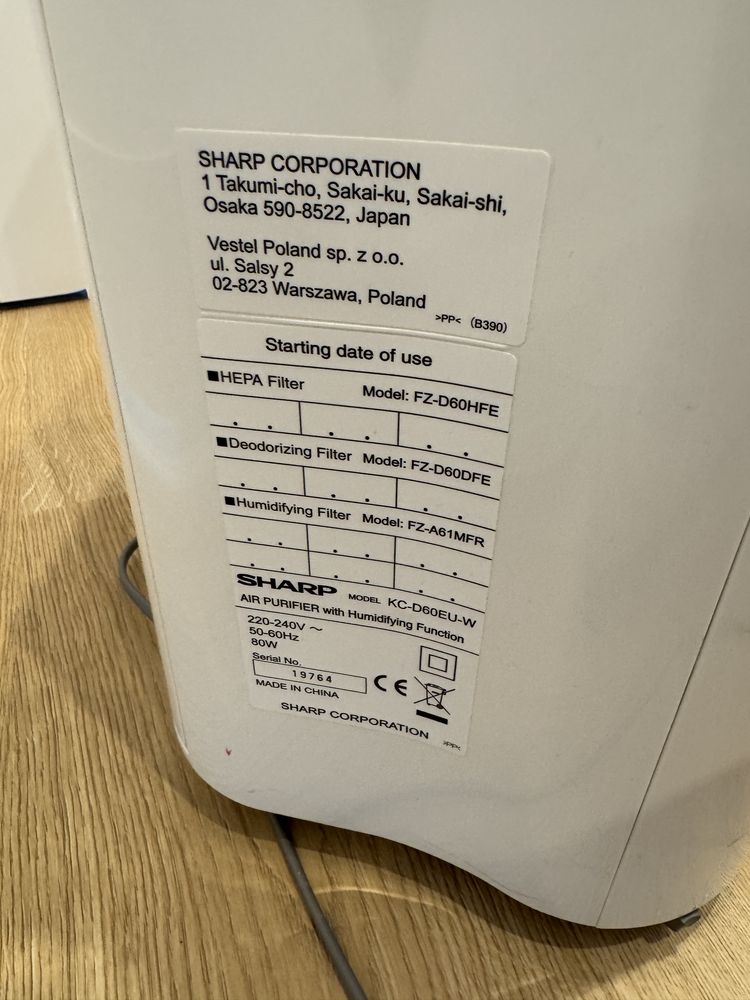 SHARP CORPORATION
1 Takumi-cho, Sakai-ku, Sakai-shi,
Osaka 590-8522, Japan
Vestel Poland sp. z o.o.
ul. Salsy 2
02-823 Warszawa, Poland
>PP< (B390)
Starting date of use
■HEPA Filter Model: FZ-D60HFE
■Deodorizing Filter Model: FZ-D60DFE
■Humidifying Filter Model: FZ-A61MFR
SHARP MODEL KC-D60EU-W
AIR PURIFIER with Humidifying Function
220-240V ～
50-60Hz
80W
Serial No.
19764
MADE IN CHINA
CE
SHARP CORPORATION
>PP<